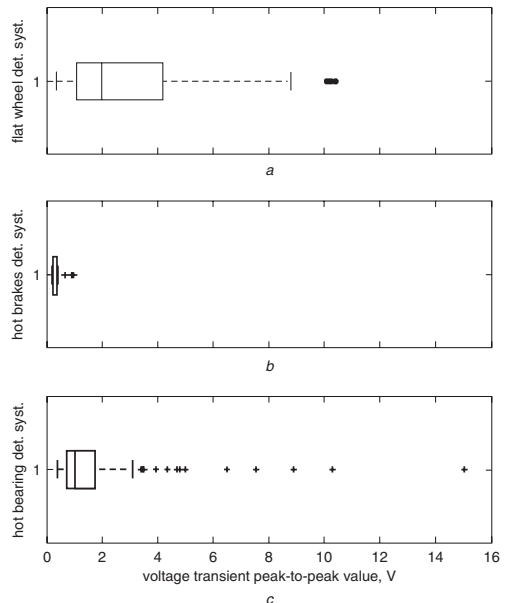 flat wheel det. syst.
1
a
hot brakes det. syst.
1
b
hot bearing det. syst.
1
0 2 4 6 8 10 12 14 16
voltage transient peak-to-peak value, V
c